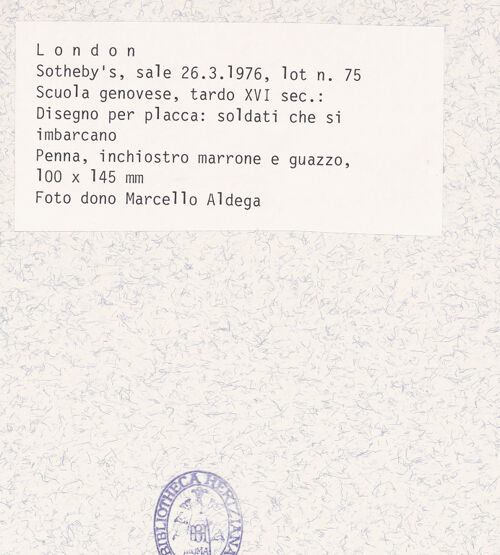 L o n d o n
Sotheby's, sale 26.3.1976, lot n. 75
Scuola genovese, tardo XVI sec.:
Disegno per placca: soldati che si
imbarcano
Penna, inchiostro marrone e guazzo,
100 x 145 mm
Foto dono Marcello Aldega
BIBLIOTHECA HERTZIANA
ROMA